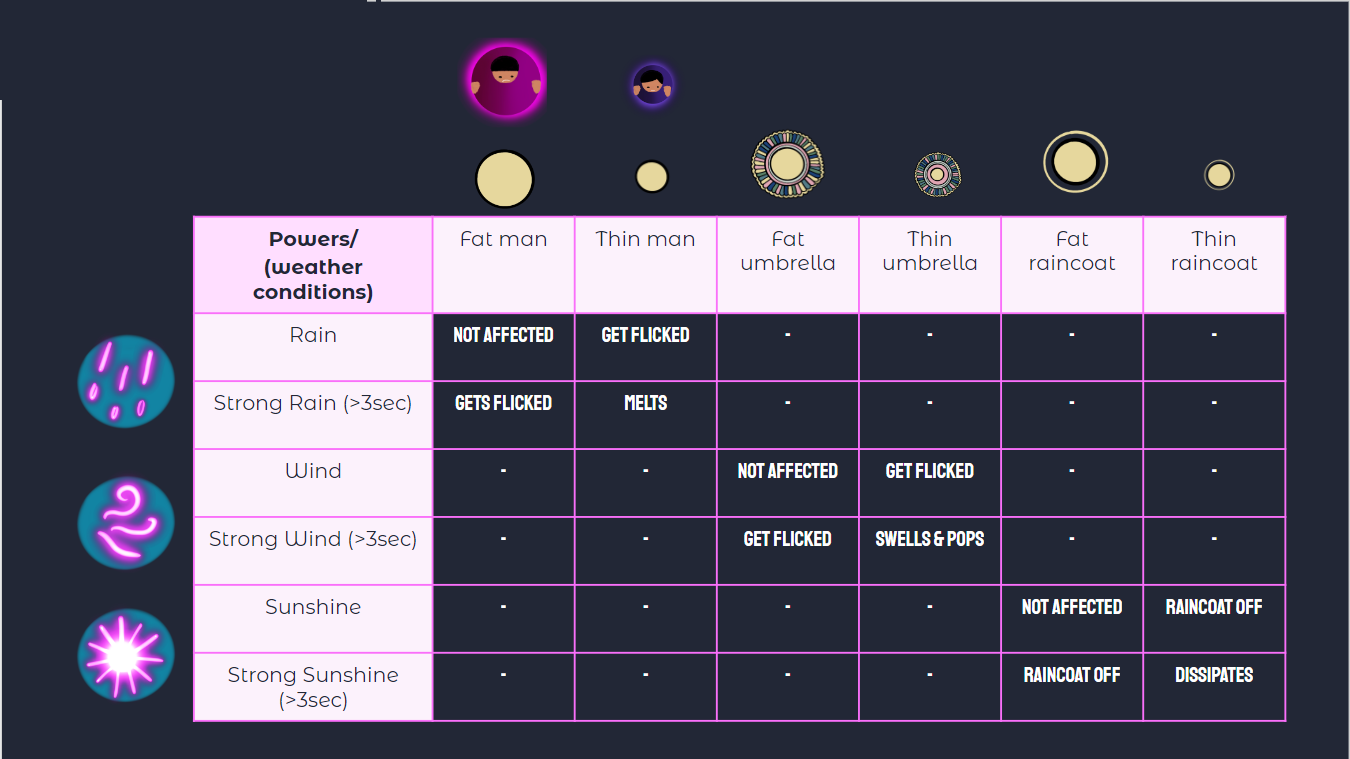 Powers/ (weather conditions) Fat man Thin man Fat umbrella Thin umbrella Fat raincoat Thin raincoat
Rain NOT AFFECTED GET FLICKED - - - -
Strong Rain (>3sec) GETS FLICKED MELTS - - - -
Wind - - NOT AFFECTED GET FLICKED - -
Strong Wind (>3sec) - - GET FLICKED SWELLS & POPS - -
Sunshine - - - - NOT AFFECTED RAINCOAT OFF
Strong Sunshine (>3sec) - - - - RAINCOAT OFF DISSIPATES